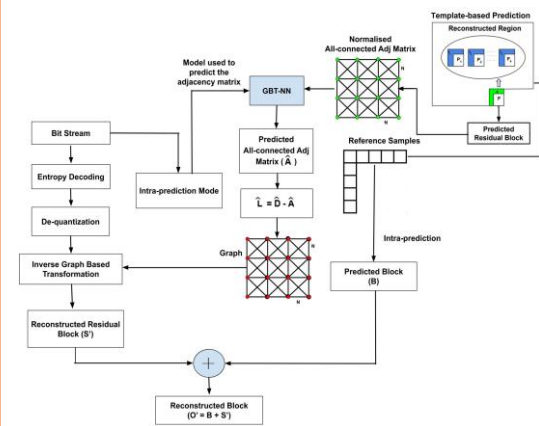 Template-based Prediction
Reconstructed Region
Normalised
All-connected Adj Matrix
Model used to
predict the
adjacency matrix
GBT-NN
N
N
Predicted
Residual Block
Bit Stream
Predicted
All-connected Adj
Matrix ( Â )
Reference Samples
Entropy Decoding
Intra-prediction Mode
L̂ = D̂ - Â
De-quantization
Graph
N
Intra-prediction
Inverse Graph Based
Transformation
Predicted Block
(B)
N
Reconstructed Residual
Block (S')
+
Reconstructed Block
(O' = B + S')